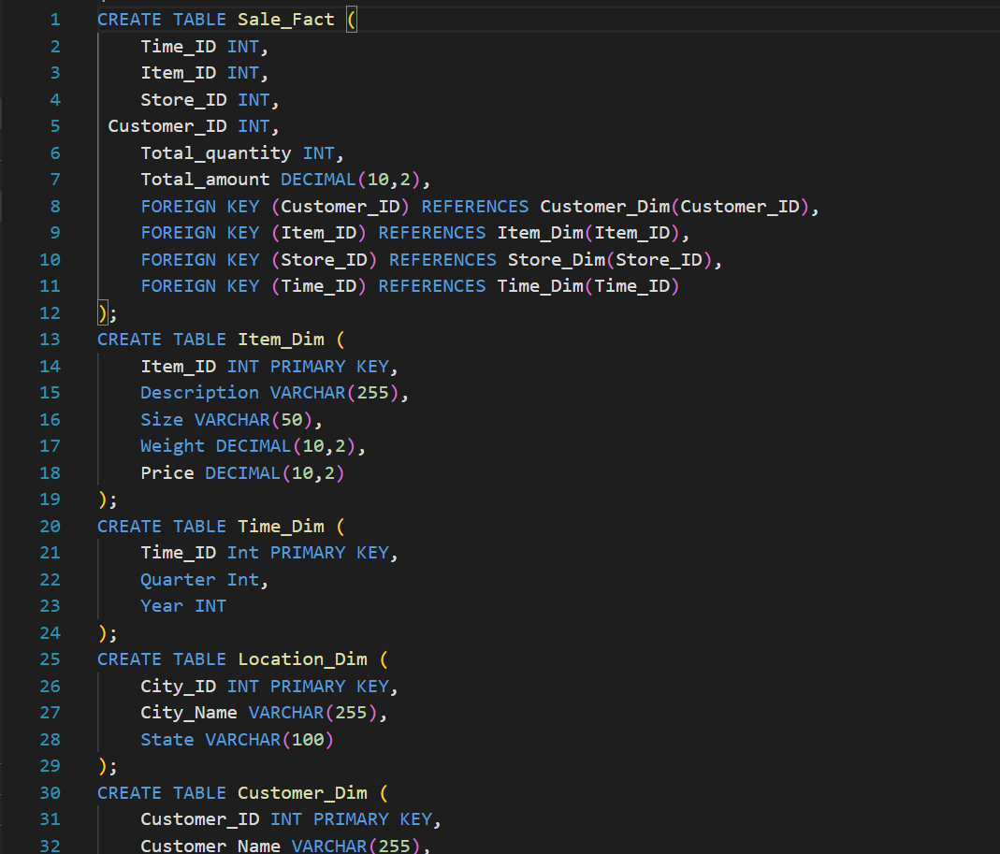 1 CREATE TABLE Sale_Fact (
2     Time_ID INT,
3     Item_ID INT,
4     Store_ID INT,
5  Customer_ID INT,
6     Total_quantity INT,
7     Total_amount DECIMAL(10,2),
8     FOREIGN KEY (Customer_ID) REFERENCES Customer_Dim(Customer_ID),
9     FOREIGN KEY (Item_ID) REFERENCES Item_Dim(Item_ID),
10     FOREIGN KEY (Store_ID) REFERENCES Store_Dim(Store_ID),
11     FOREIGN KEY (Time_ID) REFERENCES Time_Dim(Time_ID)
12 );
13 CREATE TABLE Item_Dim (
14     Item_ID INT PRIMARY KEY,
15     Description VARCHAR(255),
16     Size VARCHAR(50),
17     Weight DECIMAL(10,2),
18     Price DECIMAL(10,2)
19 );
20 CREATE TABLE Time_Dim (
21     Time_ID Int PRIMARY KEY,
22     Quarter Int,
23     Year INT
24 );
25 CREATE TABLE Location_Dim (
26     City_ID INT PRIMARY KEY,
27     City_Name VARCHAR(255),
28     State VARCHAR(100)
29 );
30 CREATE TABLE Customer_Dim (
31     Customer_ID INT PRIMARY KEY,
32     Customer_Name VARCHAR(255),